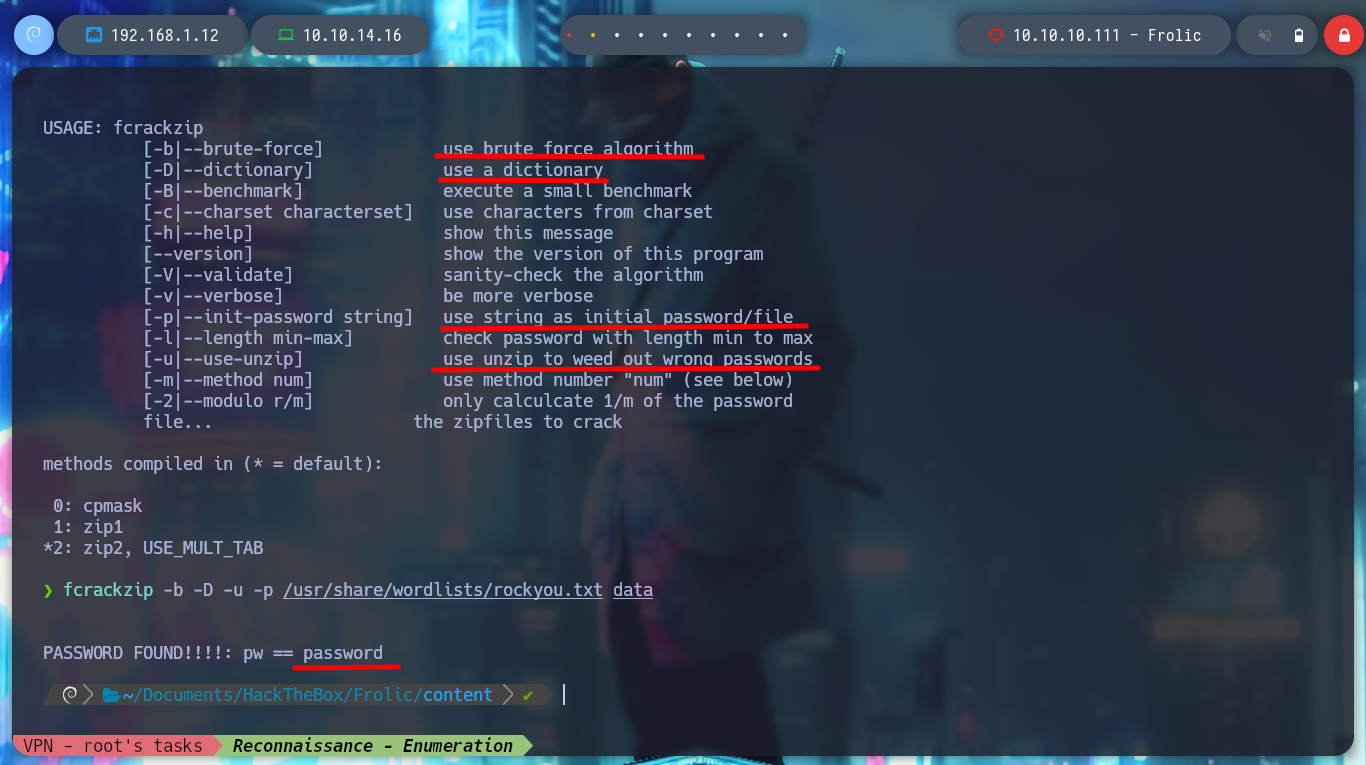 192.168.1.12
10.10.14.16
10.10.10.111 - Frolic
USAGE: fcrackzip
[-b|--brute-force] use brute force algorithm
[-D|--dictionary] use a dictionary
[-B|--benchmark] execute a small benchmark
[-c|--charset characterset] use characters from charset
[-h|--help] show this message
[--version] show the version of this program
[-V|--validate] sanity-check the algorithm
[-v|--verbose] be more verbose
[-p|--init-password string] use string as initial password/file
[-l|--length min-max] check password with length min to max
[-u|--use-unzip] use unzip to weed out wrong passwords
[-m|--method num] use method number "num" (see below)
[-2|--modulo r/m] only calculcate 1/m of the password
file... the zipfiles to crack
methods compiled in (* = default):
0: cpmask
1: zip1
*2: zip2, USE_MULT_TAB
❯ fcrackzip -b -D -u -p /usr/share/wordlists/rockyou.txt data
PASSWORD FOUND!!!!: pw == password
~/Documents/HackTheBox/Frolic/content ✔
VPN - root's tasks Reconnaissance - Enumeration